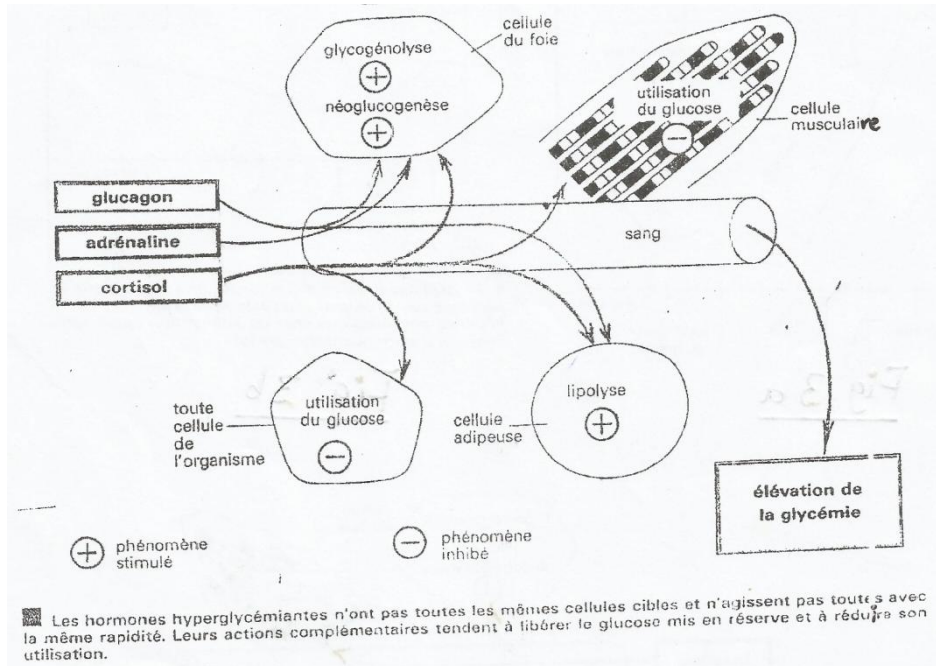 cellule
du foie
glycogénolyse
+
néoglucogenèse
+
utilisation
du glucose
−
cellule
musculaire
glucagon
adrénaline
cortisol
sang
toute
cellule
de
l'organisme
utilisation
du glucose
−
cellule
adipeuse
lipolyse
+
élévation de
la glycémie
+ phénomène
stimulé
− phénomène
inhibé
Les hormones hyperglycémiantes n'ont pas toutes les mêmes cellules cibles et n'agissent pas toutes avec
la même rapidité. Leurs actions complémentaires tendent à libérer le glucose mis en réserve et à réduire son
utilisation.